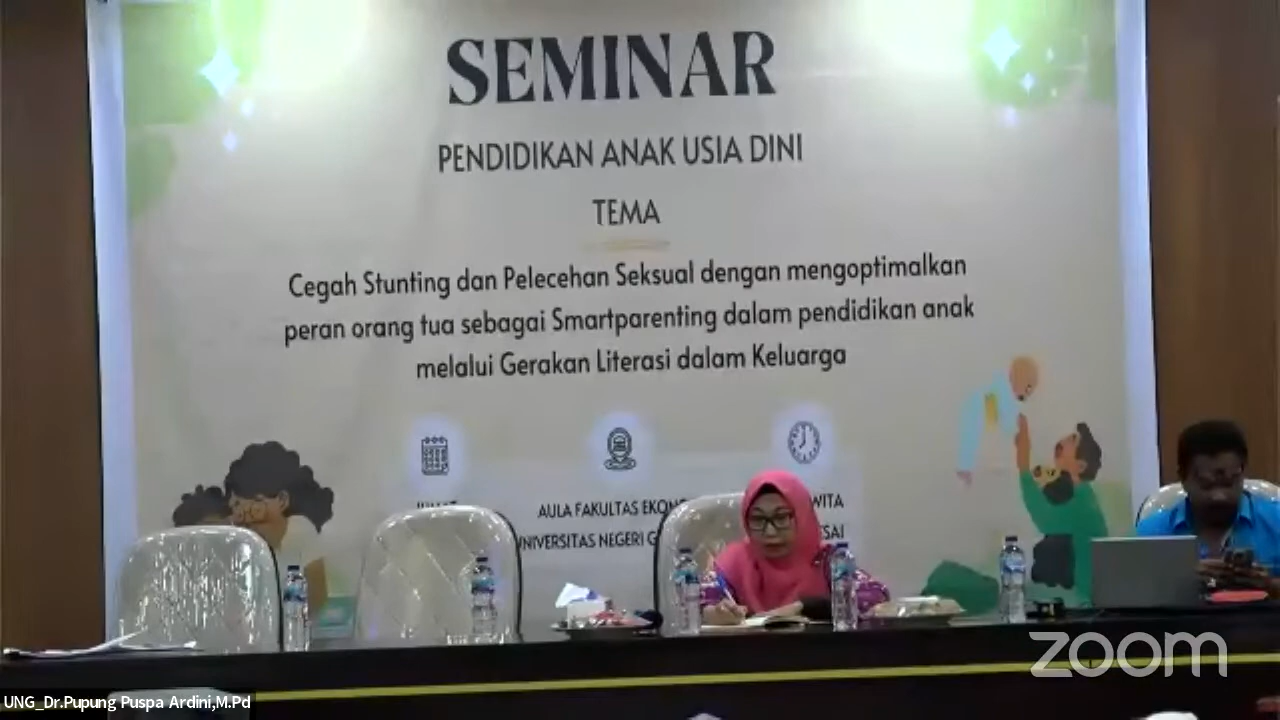 SEMINAR
PENDIDIKAN ANAK USIA DINI
TEMA
Cegah Stunting dan Pelecehan Seksual dengan mengoptimalkan
peran orang tua sebagai Smartparenting dalam pendidikan anak
melalui Gerakan Literasi dalam Keluarga
AULA FAKULTAS WITA
UNIVERSITAS NEGERI
zoom
UNG_Dr.Pupung Puspa Ardini,M.Pd